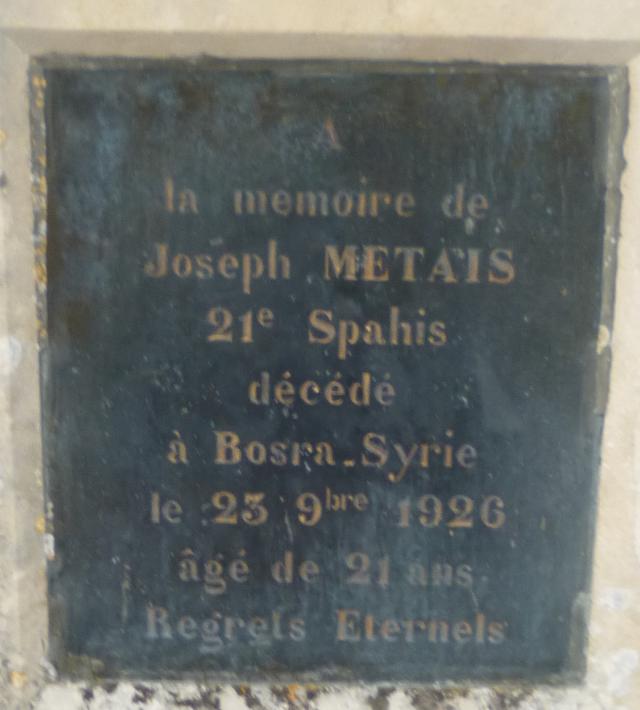 A
la mémoire de
Joseph METAIS
21e Spahis
décédé
à Bosra-Syrie
le 23 9bre 1926
âgé de 21 ans
Regrets Eternels